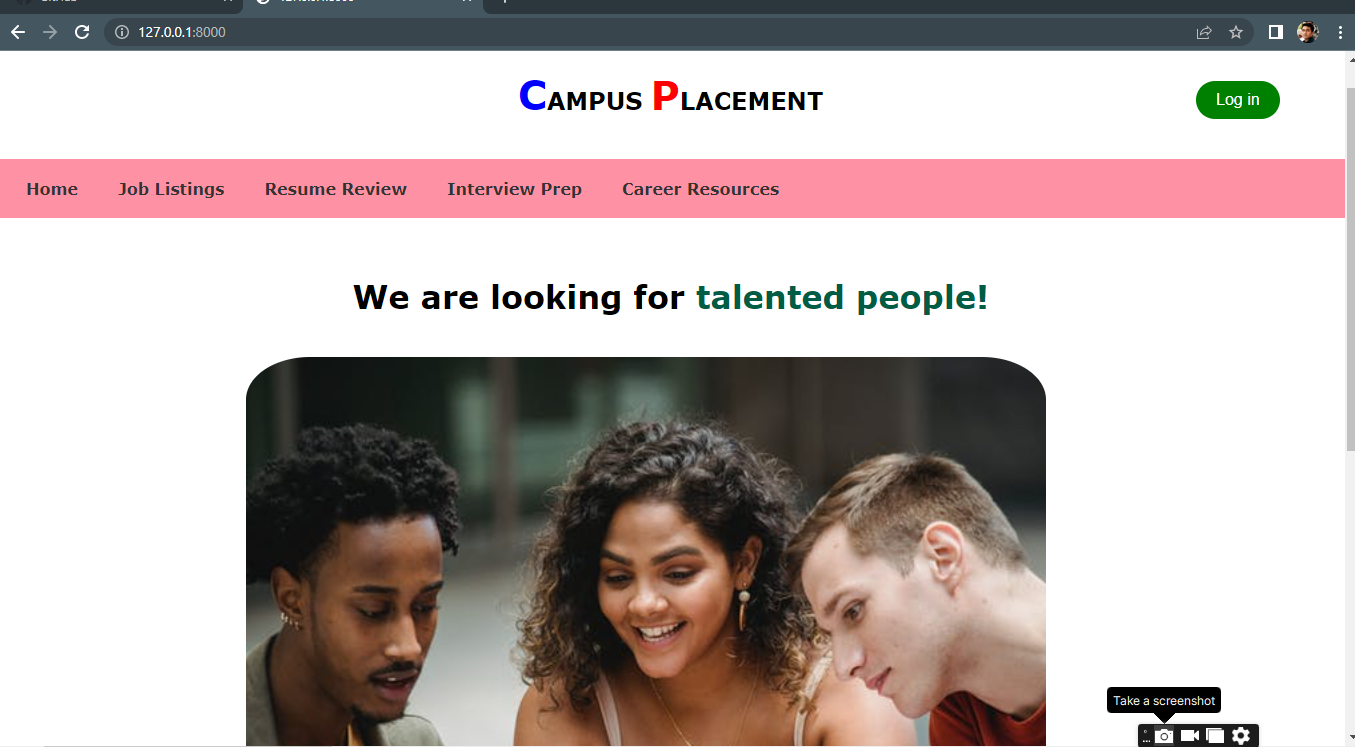 127.0.0.1:8000
CAMPUS PLACEMENT
Log in
Home Job Listings Resume Review Interview Prep Career Resources
We are looking for talented people!
Take a screenshot